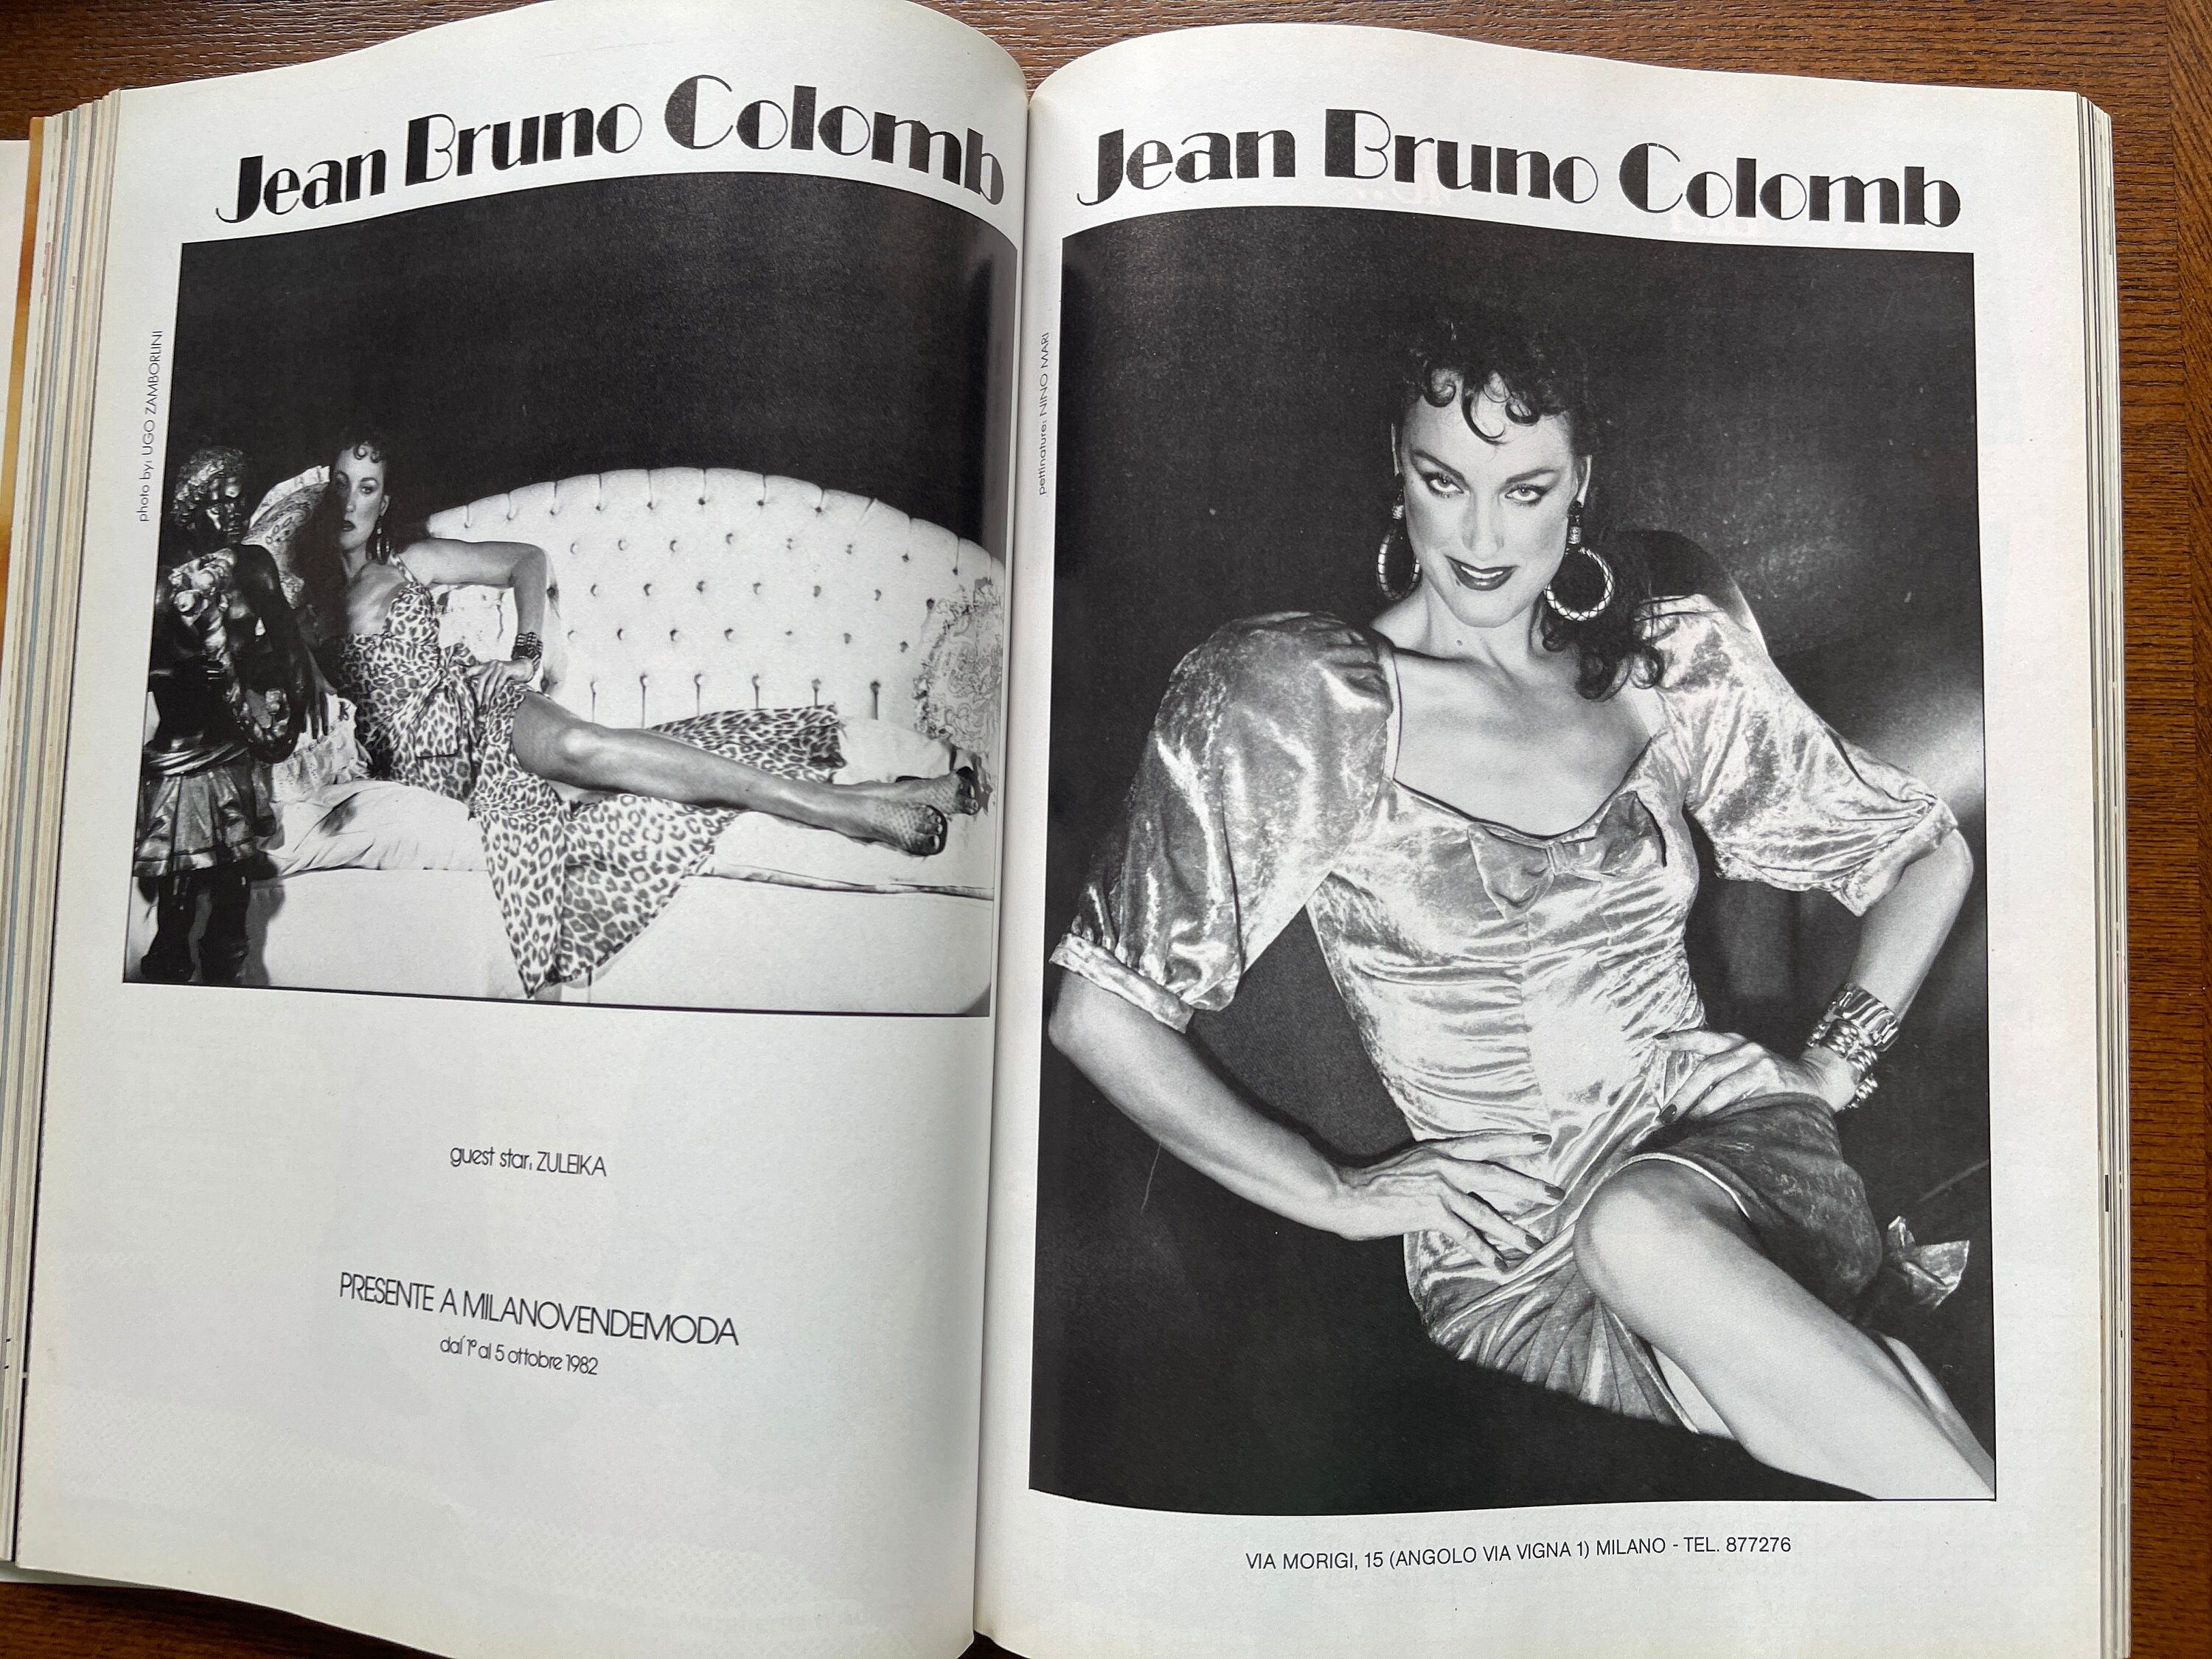 Jean Bruno Colomb
photo by: UGO ZAMBORLINI
guest star: ZULEIKA
PRESENTE A MILANOVENDEMODA
dal 1º al 5 ottobre 1982
Jean Bruno Colomb
pettinature: NINO MARI
VIA MORIGI, 15 (ANGOLO VIA VIGNA 1) MILANO - TEL. 877276